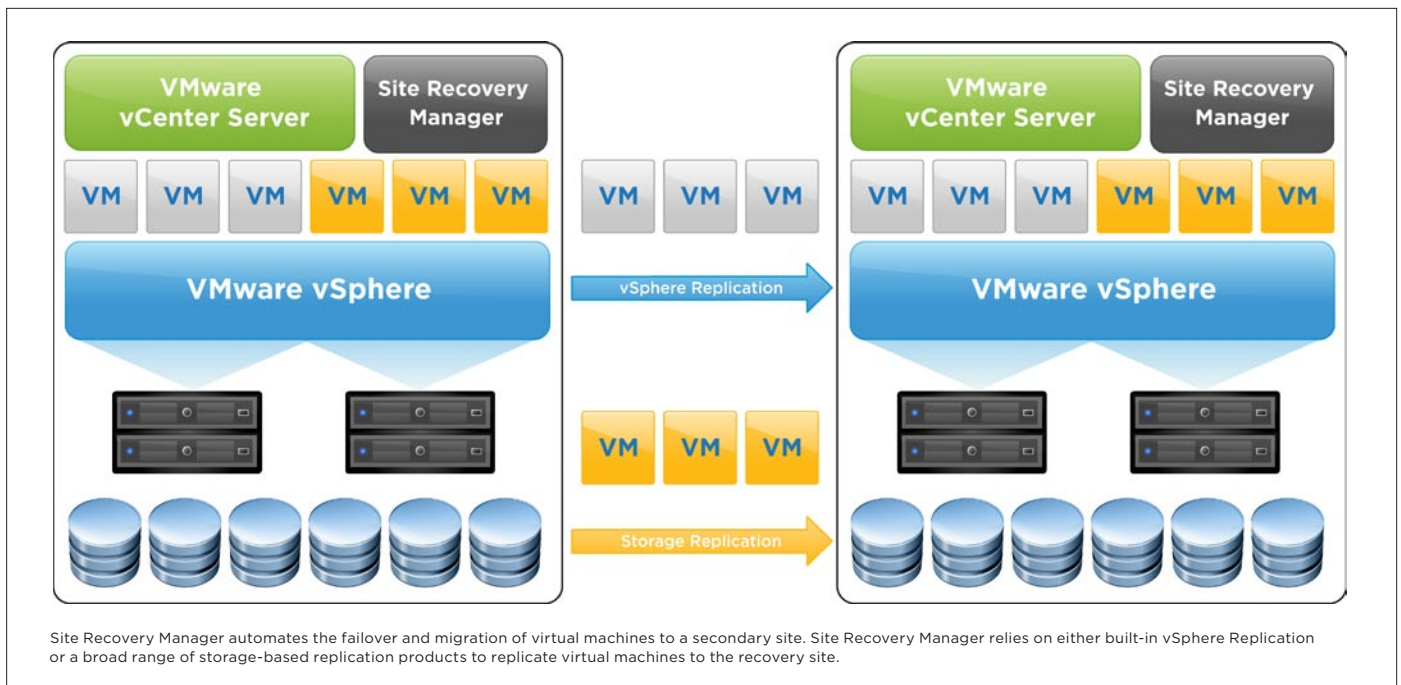 VMware
vCenter Server
Site Recovery
Manager
VMware
vCenter Server
Site Recovery
Manager
VM VM VM VM VM VM
VM VM VM
VM VM VM VM VM VM
VMware vSphere
vSphere Replication
VMware vSphere
VM VM VM
Storage Replication
Site Recovery Manager automates the failover and migration of virtual machines to a secondary site. Site Recovery Manager relies on either built-in vSphere Replication
or a broad range of storage-based replication products to replicate virtual machines to the recovery site.